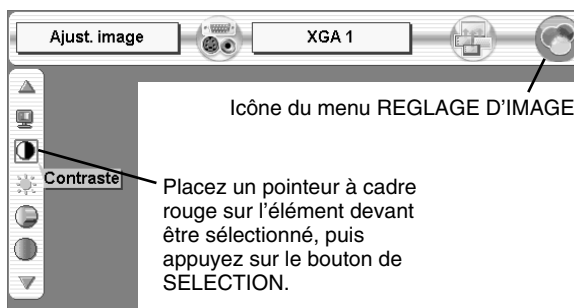 Ajust. image
XGA 1
Icône du menu REGLAGE D'IMAGE
Contraste
Placez un pointeur à cadre
rouge sur l'élément devant
être sélectionné, puis
appuyez sur le bouton de
SELECTION.